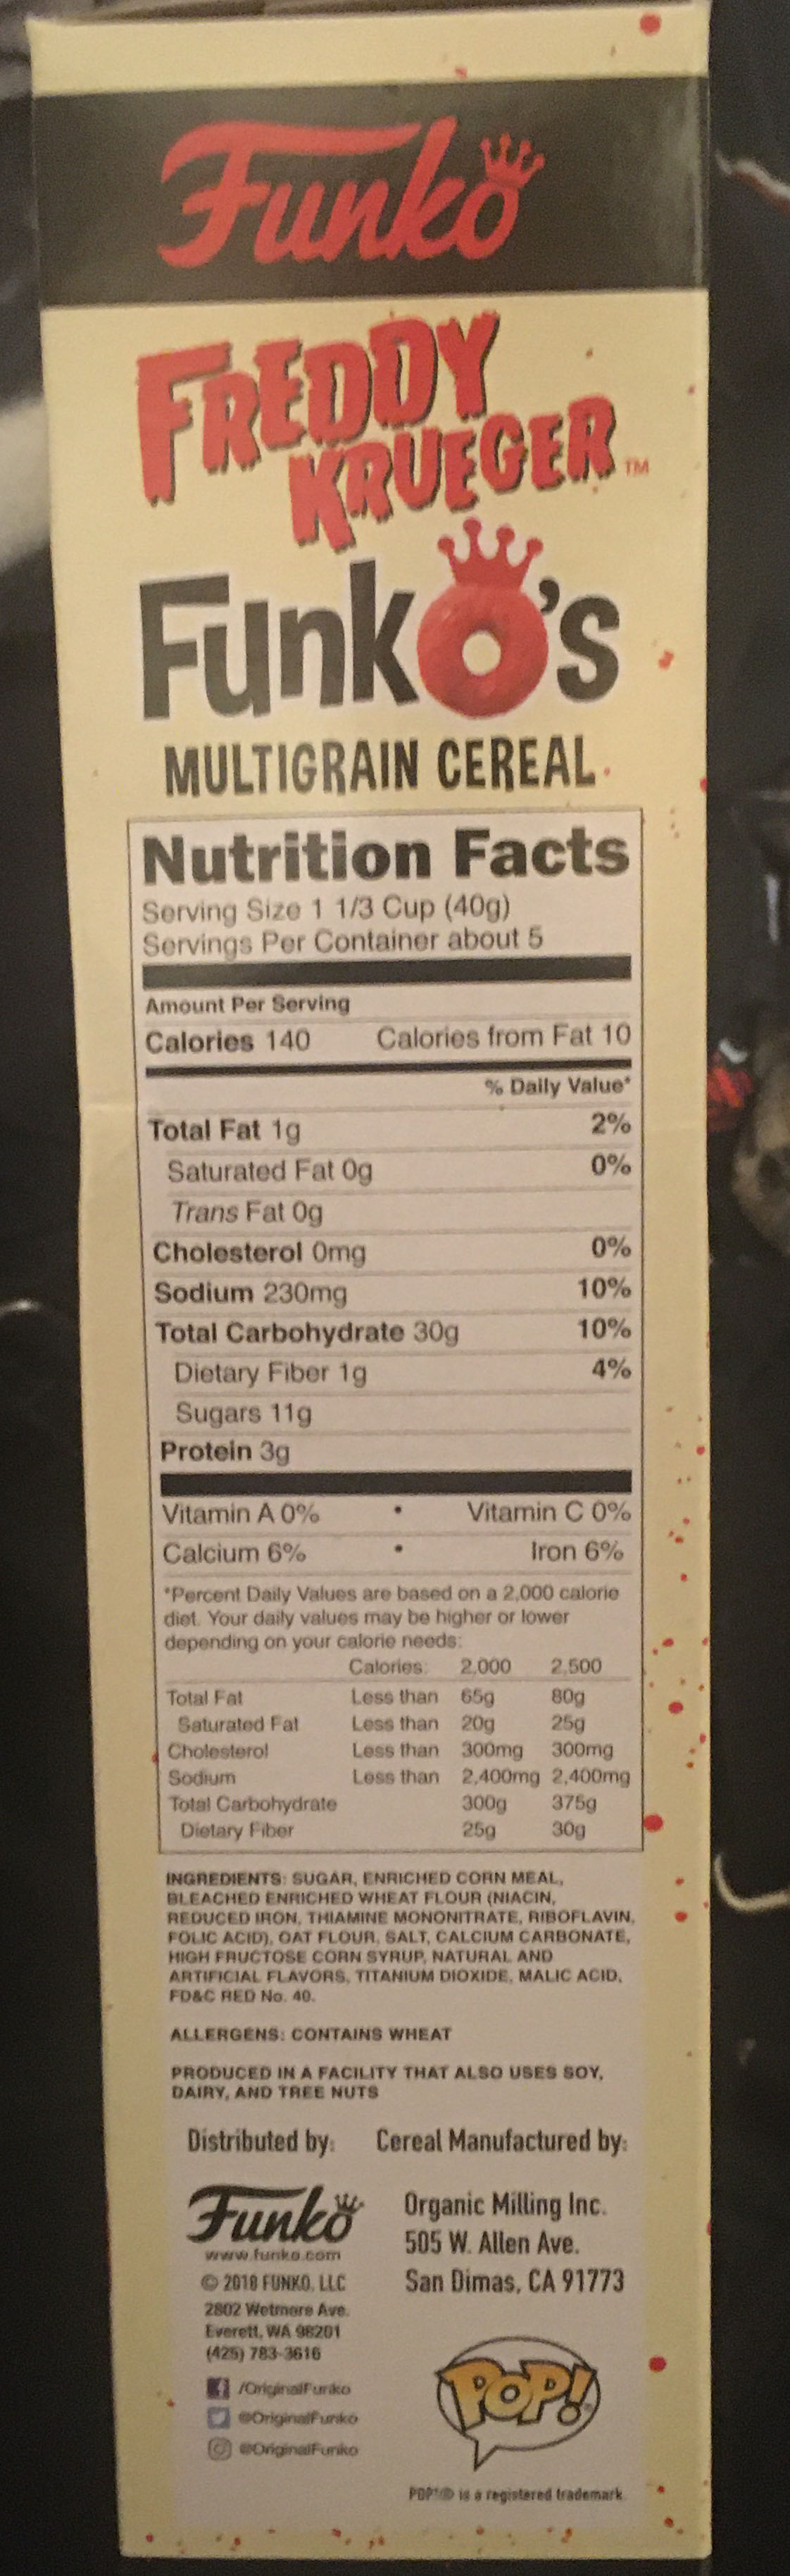 Funko
FREDDY
KRUEGER™
Funko's
MULTIGRAIN CEREAL
Nutrition Facts
Serving Size 1 1/3 Cup (40g)
Servings Per Container about 5
Amount Per Serving
Calories 140 Calories from Fat 10
% Daily Value*
Total Fat 1g 2%
Saturated Fat 0g 0%
Trans Fat 0g
Cholesterol 0mg 0%
Sodium 230mg 10%
Total Carbohydrate 30g 10%
Dietary Fiber 1g 4%
Sugars 11g
Protein 3g
Vitamin A 0% • Vitamin C 0%
Calcium 6% • Iron 6%
*Percent Daily Values are based on a 2,000 calorie
diet. Your daily values may be higher or lower
depending on your calorie needs:
Calories: 2,000 2,500
Total Fat Less than 65g 80g
Saturated Fat Less than 20g 25g
Cholesterol Less than 300mg 300mg
Sodium Less than 2,400mg 2,400mg
Total Carbohydrate 300g 375g
Dietary Fiber 25g 30g
INGREDIENTS: SUGAR, ENRICHED CORN MEAL,
BLEACHED ENRICHED WHEAT FLOUR (NIACIN,
REDUCED IRON, THIAMINE MONONITRATE, RIBOFLAVIN,
FOLIC ACID), OAT FLOUR, SALT, CALCIUM CARBONATE,
HIGH FRUCTOSE CORN SYRUP, NATURAL AND
ARTIFICIAL FLAVORS, TITANIUM DIOXIDE, MALIC ACID,
FD&C RED No. 40.
ALLERGENS: CONTAINS WHEAT
PRODUCED IN A FACILITY THAT ALSO USES SOY,
DAIRY, AND TREE NUTS
Distributed by: Cereal Manufactured by:
Funko
www.funko.com
© 2018 FUNKO, LLC
2802 Wetmore Ave.
Everett, WA 98201
(425) 783-3616
/OriginalFunko
@OriginalFunko
@OriginalFunko
Organic Milling Inc.
505 W. Allen Ave.
San Dimas, CA 91773
POP!
POP!® is a registered trademark.